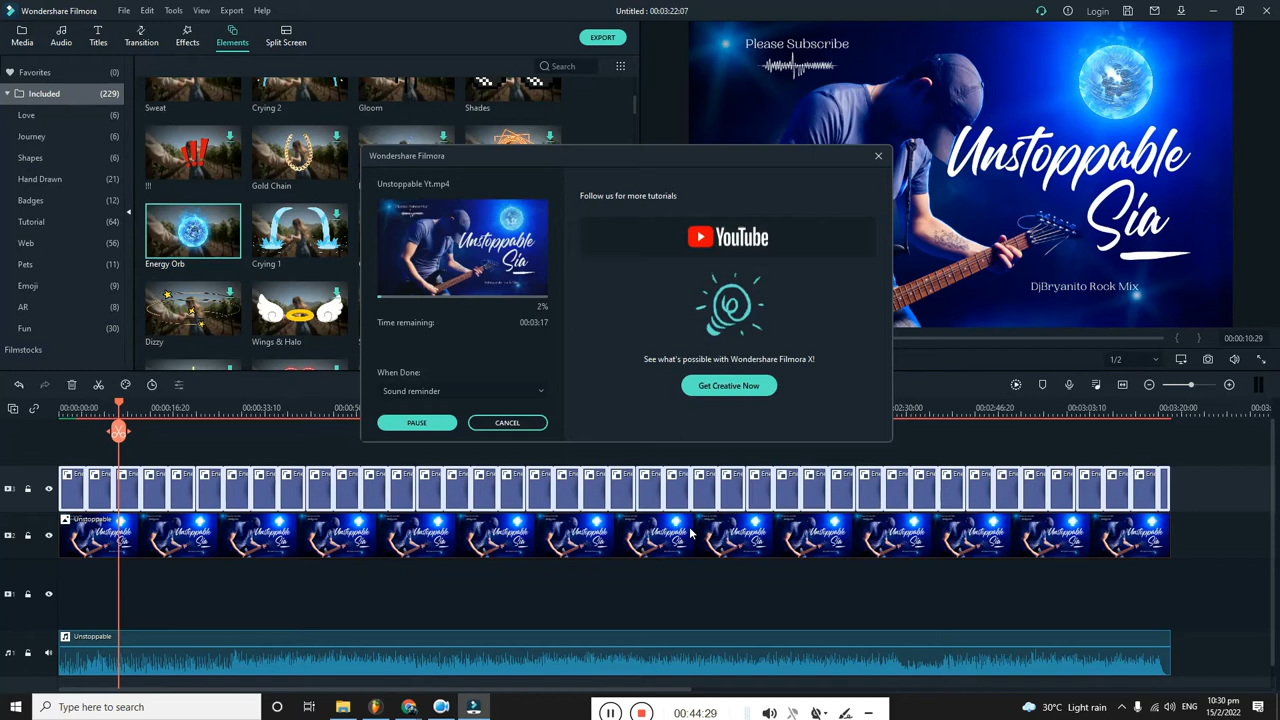 Wondershare Filmora
File
Edit
Tools
View
Export
Help
Untitled : 00:03:22:07
Login
Media
Audio
Titles
Transition
Effects
Elements
Split Screen
EXPORT
Favorites
(0)
Included
(229)
Love
(6)
Journey
(6)
Shapes
(6)
Hand Drawn
(6)
Badges
(6)
Tutorial
(6)
Web
(56)
Pets
(11)
Emoji
(8)
AR
(9)
Fun
(30)
Filmstocks
Search
Sweat
Crying 2
Gloom
Shades
!!!
Gold Chain
Energy Orb
Crying 1
Dizzy
Wings & Halo
Wondershare Filmora
Unstoppable Yt.mp4
Please Subscribe
Unstoppable
Sia
2%
Time remaining:
00:03:17
When Done:
Sound reminder
PAUSE
CANCEL
Follow us for more tutorials
YouTube
See what's possible with Wondershare Filmora X!
Get Creative Now
Please Subscribe
Unstoppable
Sia
DjBryanito Rock Mix
00:00:10:29
1/2
00:00:00:00
00:00:16:20
00:00:33:10
00:02:30:00
00:02:46:20
00:03:03:10
00:03:20:00
Unstoppable
Unstoppable
Type here to search
00:44:29
30°C Light rain
10:30 pm
15/2/2022